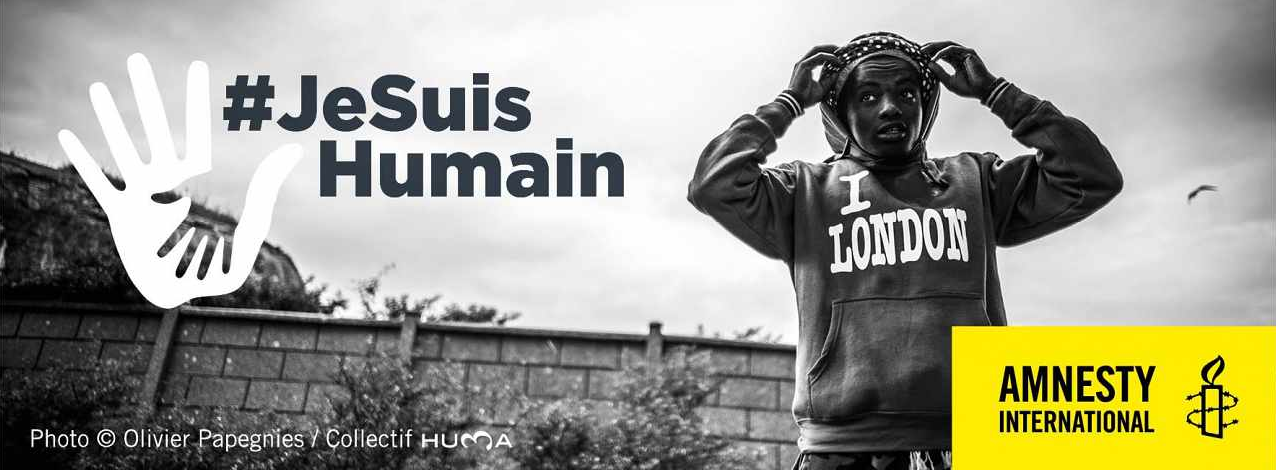 #JeSuis
Humain
I
LONDON
AMNESTY
INTERNATIONAL
Photo © Olivier Papegnies / Collectif HUMA